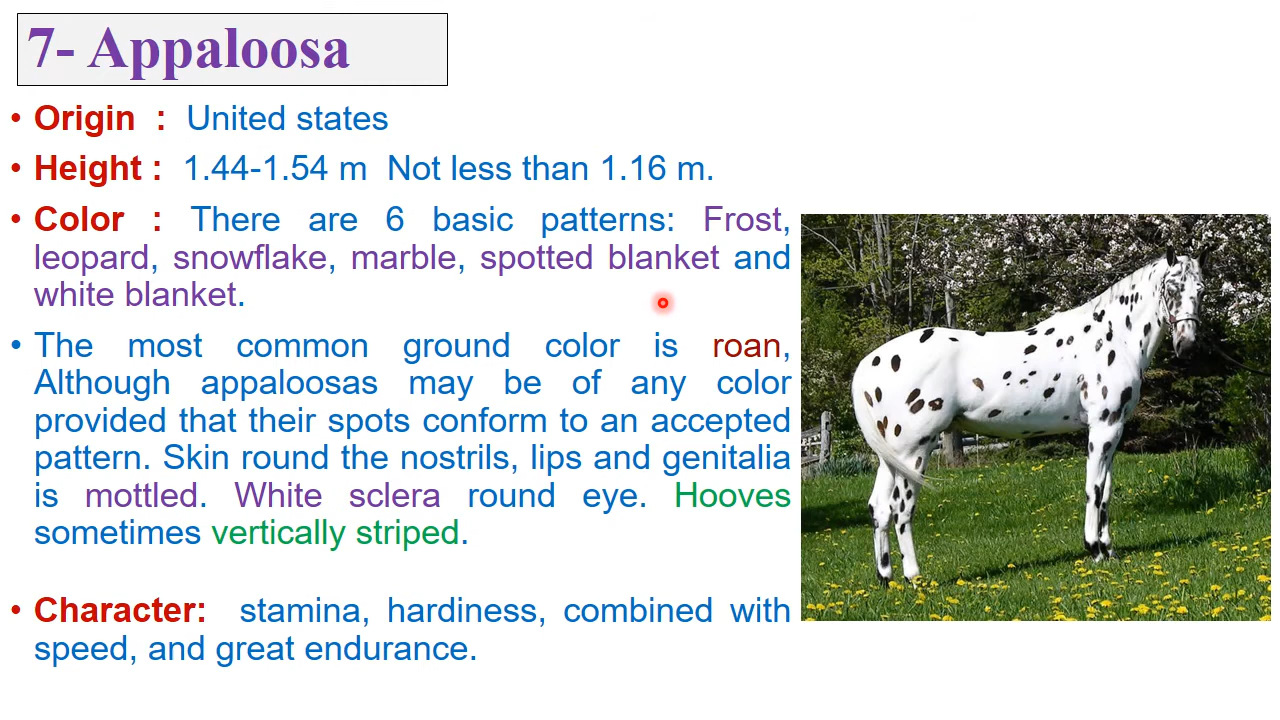 7- Appaloosa
• Origin : United states
• Height : 1.44-1.54 m Not less than 1.16 m.
• Color : There are 6 basic patterns: Frost,
leopard, snowflake, marble, spotted blanket and
white blanket.
• The most common ground color is roan,
Although appaloosas may be of any color
provided that their spots conform to an accepted
pattern. Skin round the nostrils, lips and genitalia
is mottled. White sclera round eye. Hooves
sometimes vertically striped.
• Character: stamina, hardiness, combined with
speed, and great endurance.